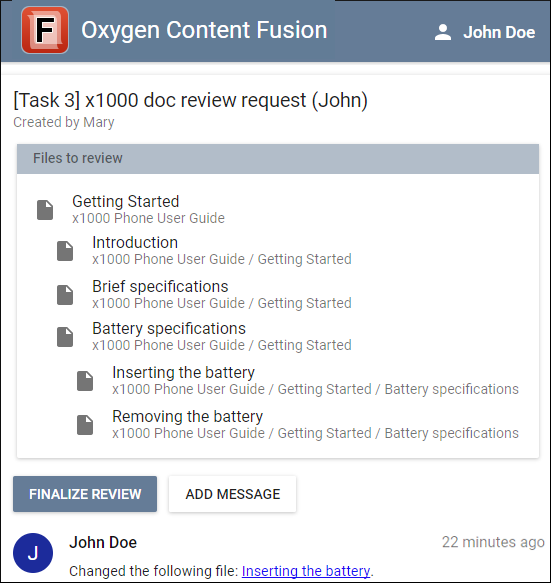 F Oxygen Content Fusion John Doe
[Task 3] x1000 doc review request (John)
Created by Mary
Files to review
Getting Started
x1000 Phone User Guide
Introduction
x1000 Phone User Guide / Getting Started
Brief specifications
x1000 Phone User Guide / Getting Started
Battery specifications
x1000 Phone User Guide / Getting Started
Inserting the battery
x1000 Phone User Guide / Getting Started / Battery specifications
Removing the battery
x1000 Phone User Guide / Getting Started / Battery specifications
FINALIZE REVIEW ADD MESSAGE
J John Doe 22 minutes ago
Changed the following file: Inserting the battery.